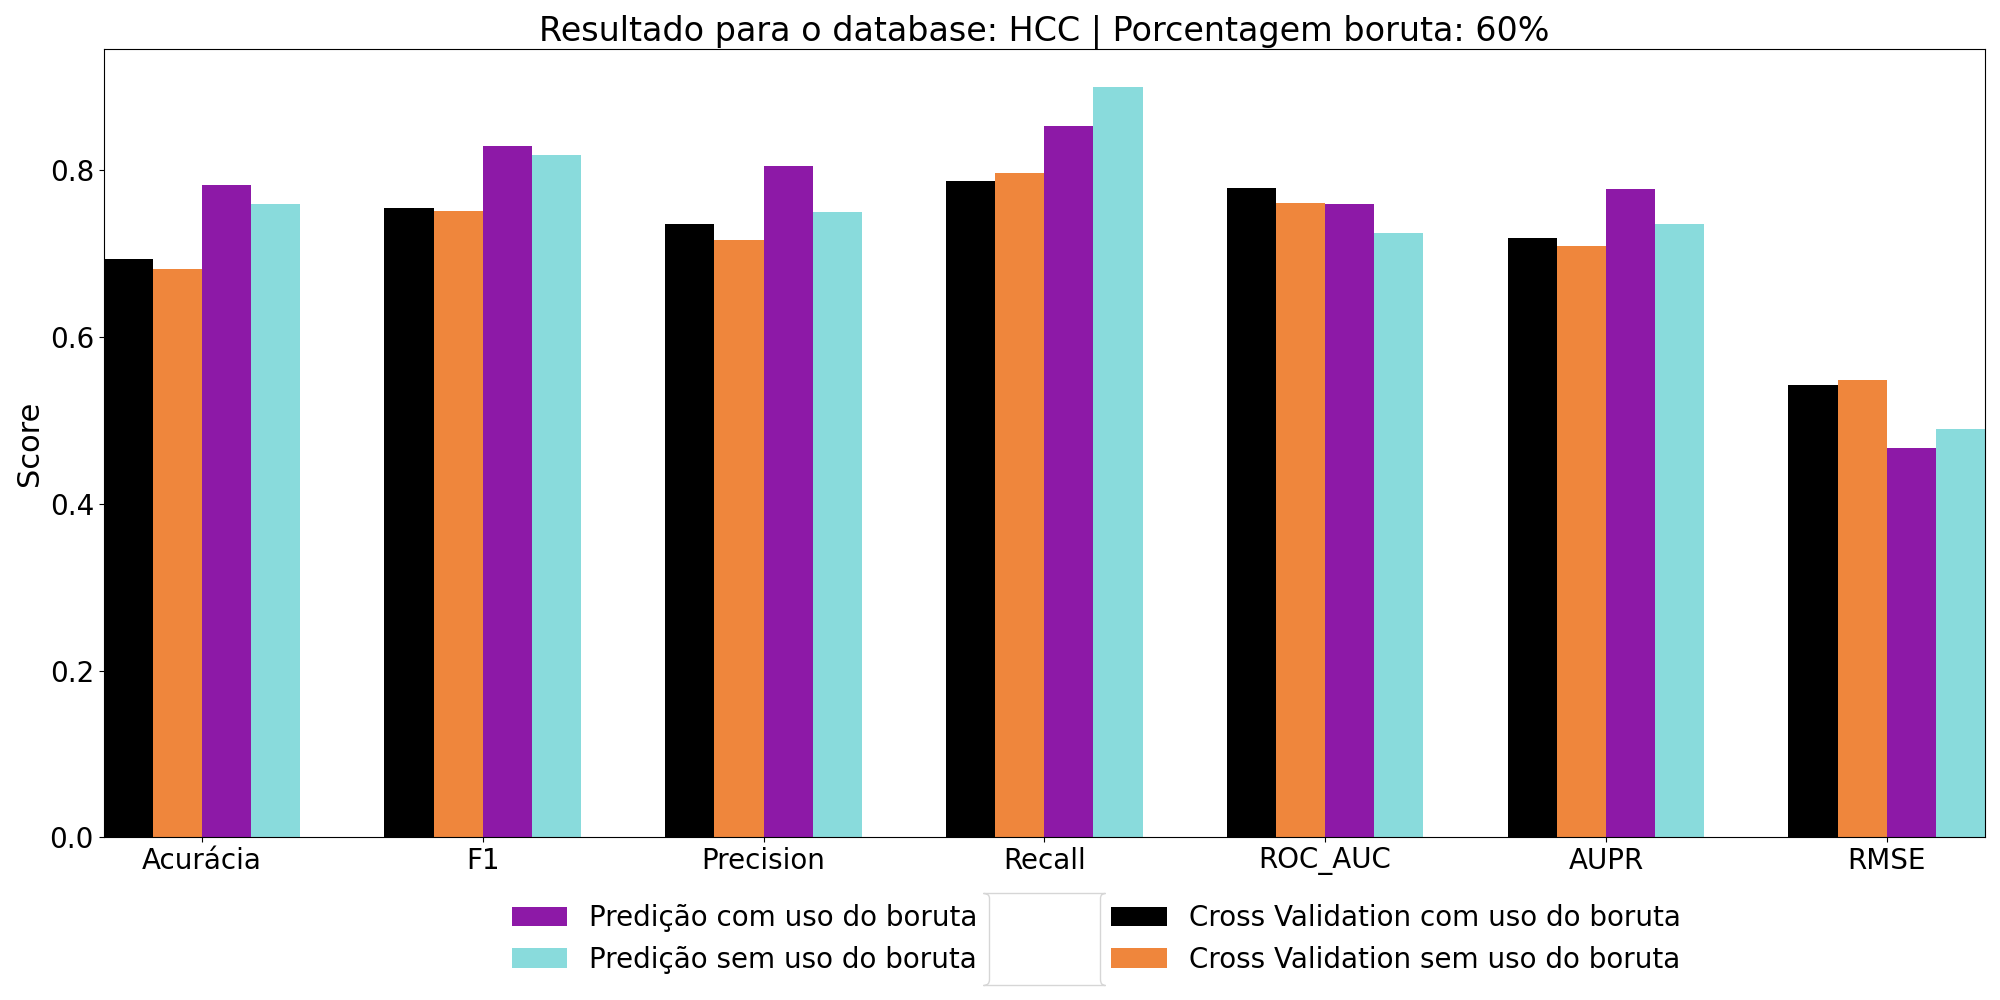 Resultado para o database: HCC | Porcentagem boruta: 60%
Score
0.8
0.6
0.4
0.2
0.0
Acurácia
F1
Precision
Recall
ROC_AUC
AUPR
RMSE
Predição com uso do boruta
Predição sem uso do boruta
Cross Validation com uso do boruta
Cross Validation sem uso do boruta